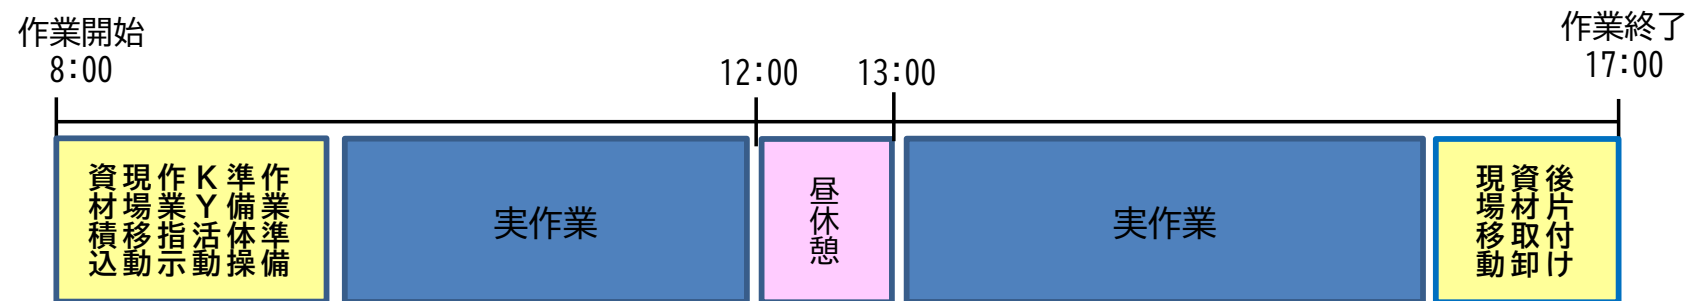 作業開始
8:00
12:00
13:00
作業終了
17:00
作業準備
準備体操
KY活動
作業指示
現場移動
資材積込
実作業
昼休憩
実作業
後片付け
資材取卸
現場移動